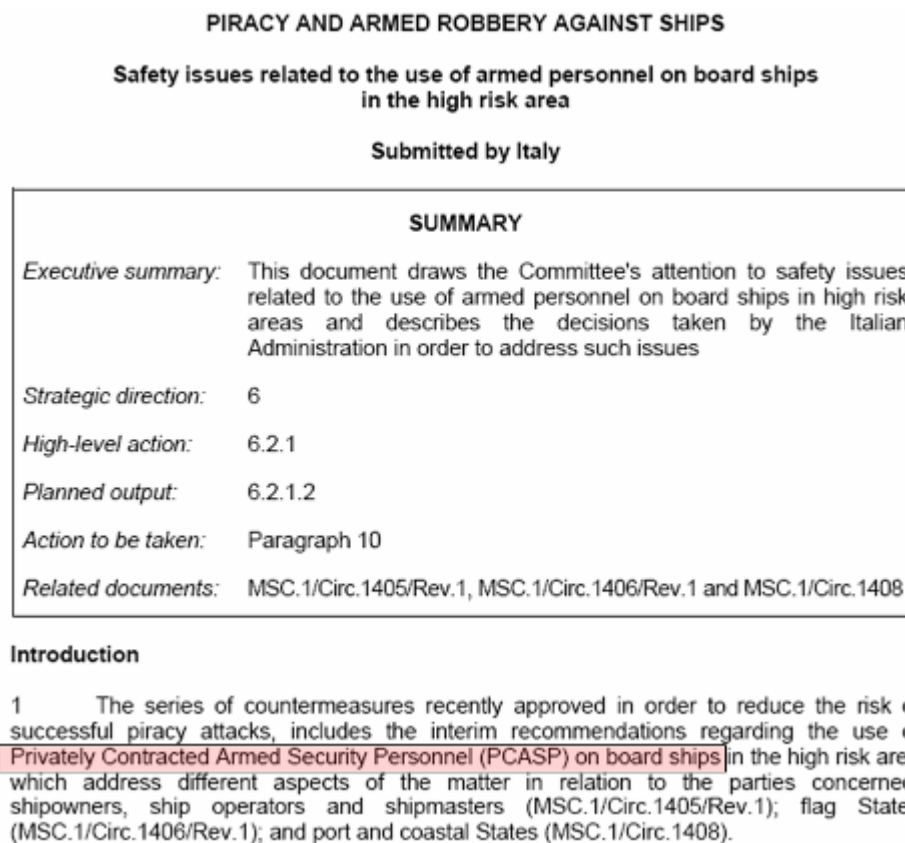 PIRACY AND ARMED ROBBERY AGAINST SHIPS
Safety issues related to the use of armed personnel on board ships
in the high risk area
Submitted by Italy
SUMMARY
Executive summary: This document draws the Committee's attention to safety issues
related to the use of armed personnel on board ships in high risk
areas and describes the decisions taken by the Italian
Administration in order to address such issues
Strategic direction: 6
High-level action: 6.2.1
Planned output: 6.2.1.2
Action to be taken: Paragraph 10
Related documents: MSC.1/Circ.1405/Rev.1, MSC.1/Circ.1406/Rev.1 and MSC.1/Circ.1408
Introduction
1 The series of countermeasures recently approved in order to reduce the risk
successful piracy attacks, includes the interim recommendations regarding the use
Privately Contracted Armed Security Personnel (PCASP) on board ships in the high risk
which address different aspects of the matter in relation to the parties
shipowners, ship operators and shipmasters (MSC.1/Circ.1405/Rev.1); flag
(MSC.1/Circ.1406/Rev.1); and port and coastal States (MSC.1/Circ.1408).